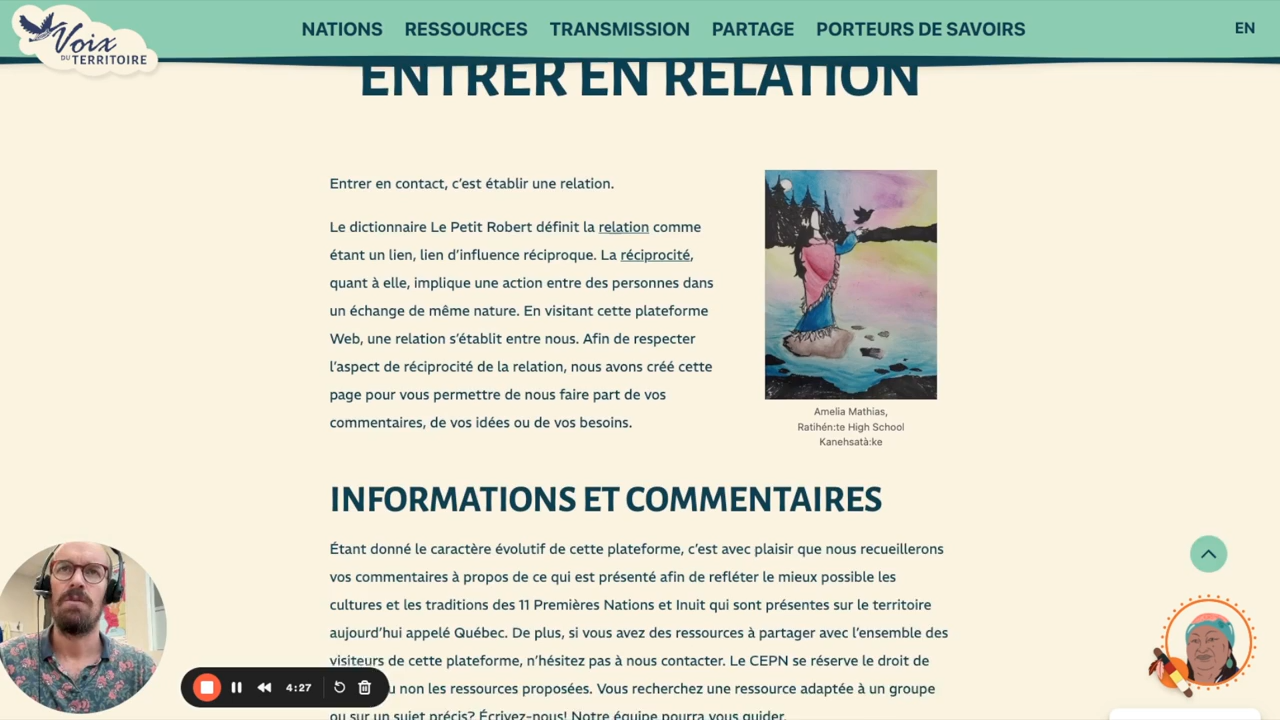 Voix
DU TERRITOIRE
NATIONS
RESSOURCES
TRANSMISSION
PARTAGE
PORTEURS DE SAVOIRS
EN
ENTRER EN RELATION
Entrer en contact, c’est établir une relation.
Le dictionnaire Le Petit Robert définit la relation comme
étant un lien, lien d’influence réciproque. La réciprocité,
quant à elle, implique une action entre des personnes dans
un échange de même nature. En visitant cette plateforme
Web, une relation s’établit entre nous. Afin de respecter
l’aspect de réciprocité de la relation, nous avons créé cette
page pour vous permettre de nous faire part de vos
commentaires, de vos idées ou de vos besoins.
Amelia Mathias,
Ratihén:te High School
Kanehsatà:ke
INFORMATIONS ET COMMENTAIRES
Étant donné le caractère évolutif de cette plateforme, c’est avec plaisir que nous recueillerons
vos commentaires à propos de ce qui est présenté afin de refléter le mieux possible les
cultures et les traditions des 11 Premières Nations et Inuit qui sont présentes sur le territoire
aujourd’hui appelé Québec. De plus, si vous avez des ressources à partager avec l’ensemble des
visiteurs de cette plateforme, n’hésitez pas à nous contacter. Le CEPN se réserve le droit de
u non les ressources proposées. Vous recherchez une ressource adaptée à un groupe
ou sur un sujet précis? Écrivez-nous! Notre équipe pourra vous guider.
4:27